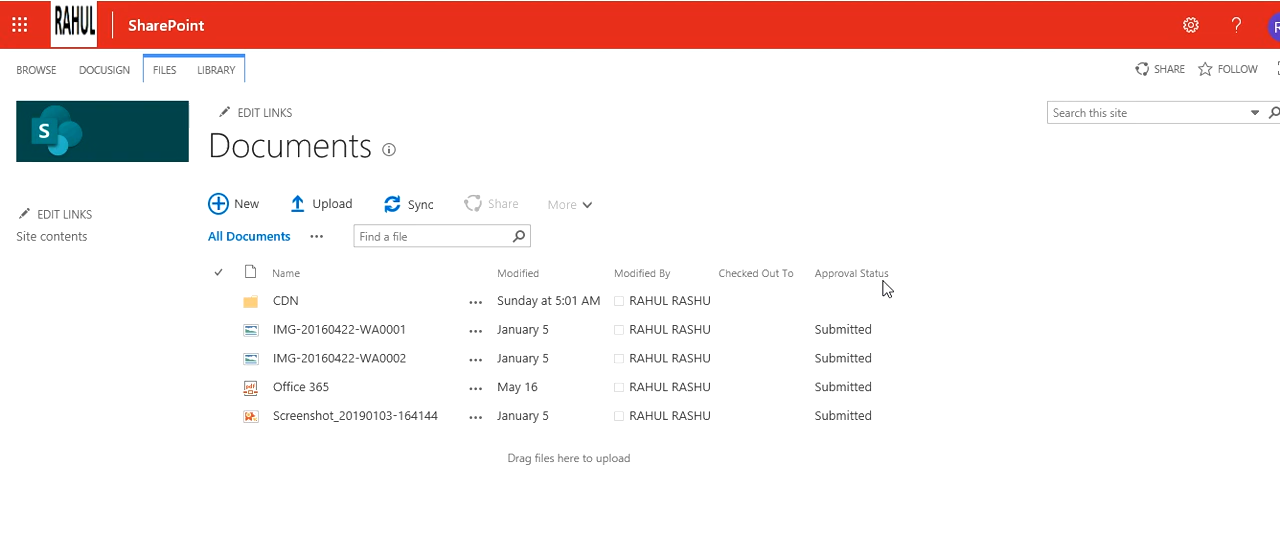 RAHUL SharePoint ?
BROWSE DOCUSIGN FILES LIBRARY SHARE FOLLOW
S EDIT LINKS Search this site
Documents
New Upload Sync Share More
EDIT LINKS
Site contents All Documents ... Find a file
Name Modified Modified By Checked Out To Approval Status
CDN ... Sunday at 5:01 AM RAHUL RASHU
IMG-20160422-WA0001 ... January 5 RAHUL RASHU Submitted
IMG-20160422-WA0002 ... January 5 RAHUL RASHU Submitted
Office 365 ... May 16 RAHUL RASHU Submitted
Screenshot_20190103-164144 ... January 5 RAHUL RASHU Submitted
Drag files here to upload